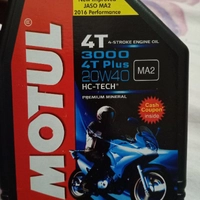 JASO MA2
2016 Performance
MOTUL
4T 4-STROKE ENGINE OIL
3000
4T Plus
20W40
MA2
HC-TECH®
PREMIUM MINERAL
Cash
Coupon
Inside